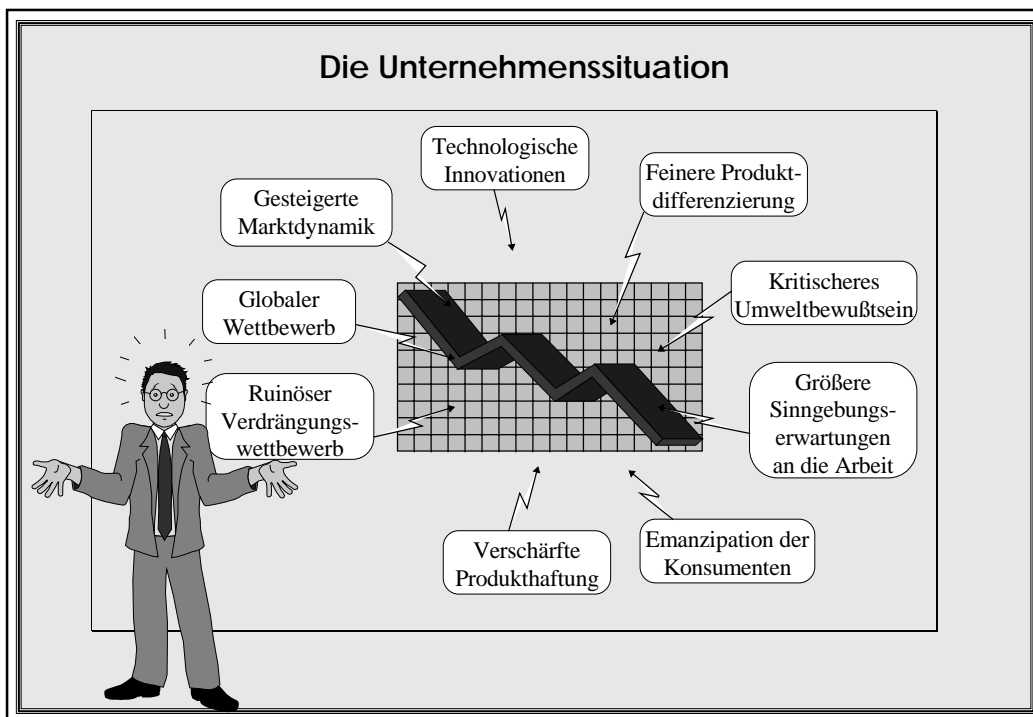 Die Unternehmenssituation
Technologische
Innovationen
Feinere Produkt-
differenzierung
Gesteigerte
Marktdynamik
Kritischeres
Umweltbewußtsein
Globaler
Wettbewerb
Ruinöser
Verdrängungs-
wettbewerb
Größere
Sinngebungs-
erwartungen
an die Arbeit
Verschärfte
Produkthaftung
Emanzipation der
Konsumenten